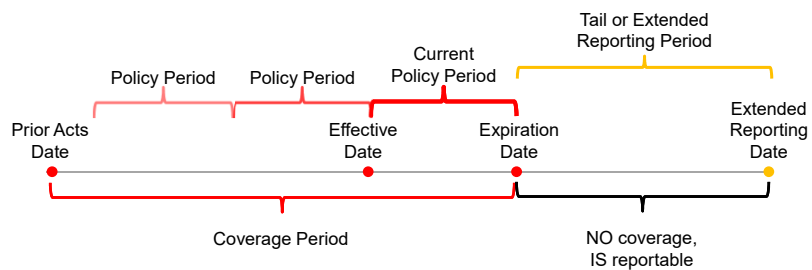 Tail or Extended
Reporting Period
Current
Policy Period
Policy Period
Policy Period
Prior Acts
Date
Effective
Date
Expiration
Date
Extended
Reporting
Date
Coverage Period
NO coverage,
IS reportable